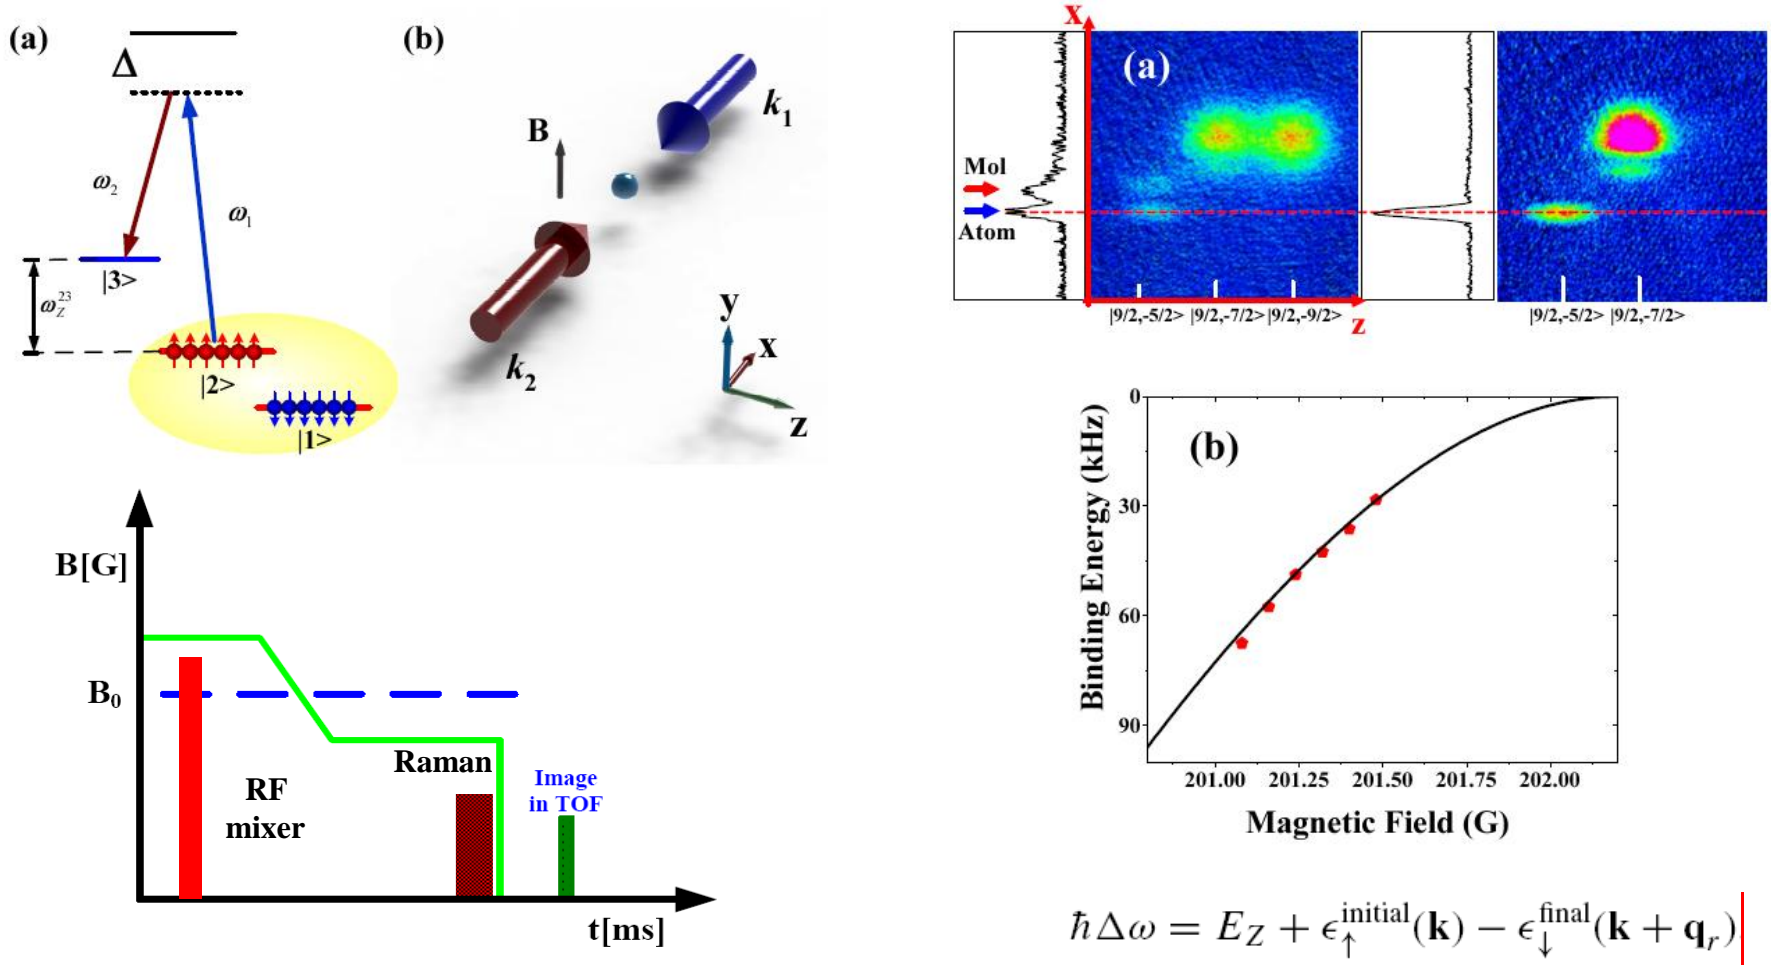 (a)
Δ
ω₂
ω₁
|3>
ω_Z^{23}
|2>
|1>
(b)
B
k₁
k₂
y
x
z
B[G]
B₀
RF
mixer
Raman
Image
in TOF
t[ms]
x
(a)
Mol
Atom
|9/2,-5/2> |9/2,-7/2> |9/2,-9/2>
z
|9/2,-5/2> |9/2,-7/2>
(b)
Binding Energy (kHz)
0
30
60
90
201.00 201.25 201.50 201.75 202.00
Magnetic Field (G)
ħΔω = E_Z + ϵ_↑^{initial}(k) − ϵ_↓^{final}(k + q_r)